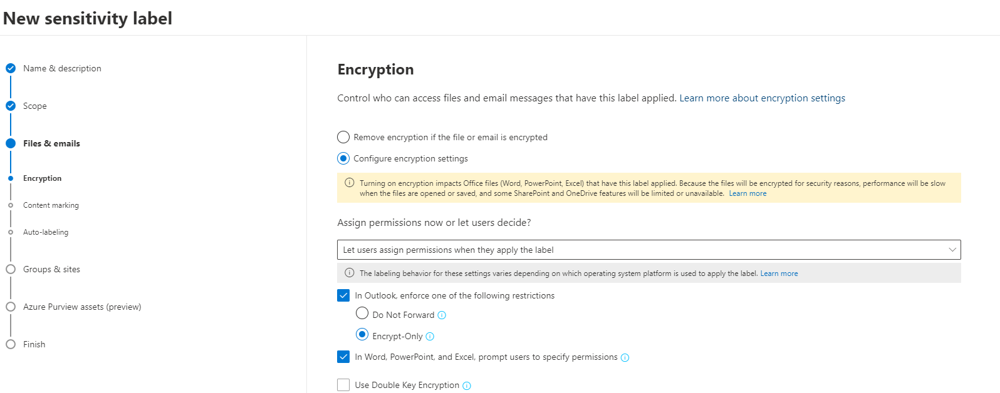 New sensitivity label
Name & description
Scope
Files & emails
Encryption
Content marking
Auto-labeling
Groups & sites
Azure Purview assets (preview)
Finish
Encryption
Control who can access files and email messages that have this label applied. Learn more about encryption settings
Remove encryption if the file or email is encrypted
Configure encryption settings
Turning on encryption impacts Office files (Word, PowerPoint, Excel) that have this label applied. Because the files will be encrypted for security reasons, performance will be slow
when the files are opened or saved, and some SharePoint and OneDrive features will be limited or unavailable. Learn more
Assign permissions now or let users decide?
Let users assign permissions when they apply the label
The labeling behavior for these settings varies depending on which operating system platform is used to apply the label. Learn more
In Outlook, enforce one of the following restrictions
Do Not Forward
Encrypt-Only
In Word, PowerPoint, and Excel, prompt users to specify permissions
Use Double Key Encryption